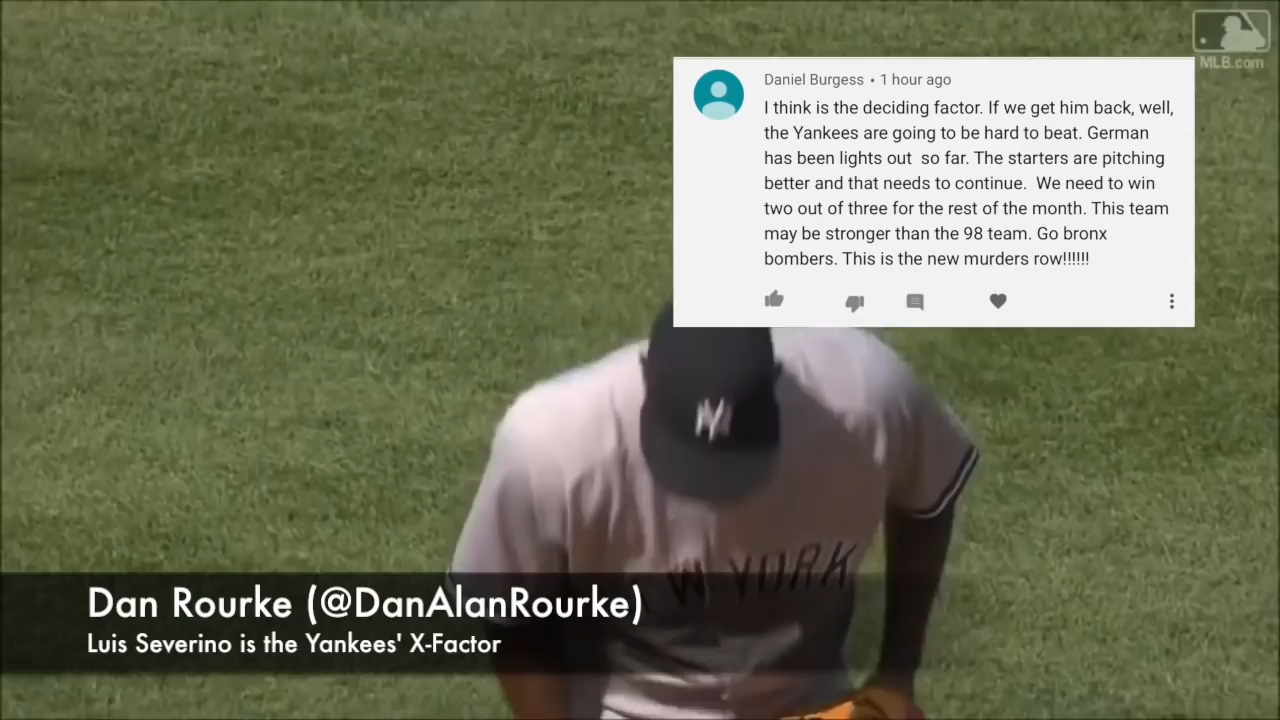 MLB.com
Daniel Burgess • 1 hour ago
I think is the deciding factor. If we get him back, well,
the Yankees are going to be hard to beat. German
has been lights out  so far. The starters are pitching
better and that needs to continue.  We need to win
two out of three for the rest of the month. This team
may be stronger than the 98 team. Go bronx
bombers. This is the new murders row!!!!!!
NY
W YORK
Dan Rourke (@DanAlanRourke)
Luis Severino is the Yankees' X-Factor